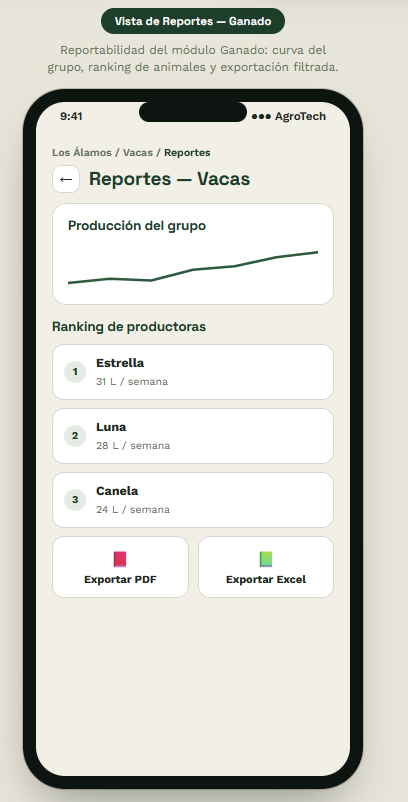 Vista de Reportes — Ganado
Reportabilidad del módulo Ganado: curva del
grupo, ranking de animales y exportación filtrada.
9:41
●●● AgroTech
Los Álamos / Vacas / Reportes
← Reportes — Vacas
Producción del grupo
Ranking de productoras
1
Estrella
31 L / semana
2
Luna
28 L / semana
3
Canela
24 L / semana
Exportar PDF
Exportar Excel